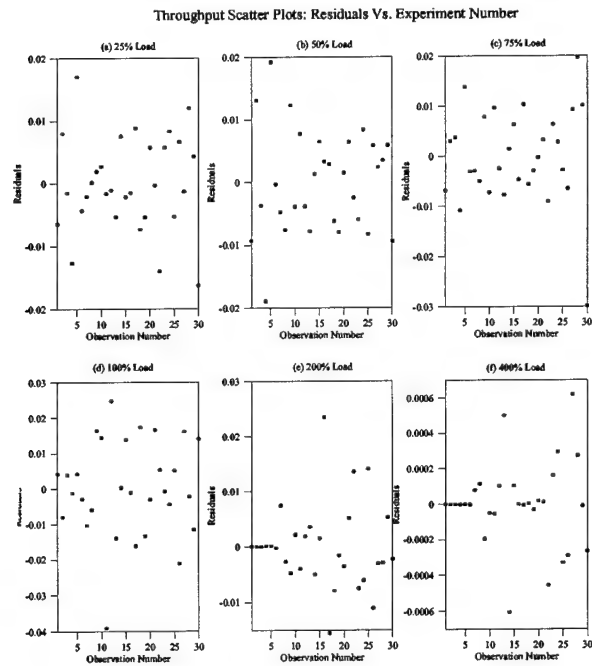 Throughput Scatter Plots: Residuals Vs. Experiment Number
(a) 25% Load
(b) 50% Load
(c) 75% Load
0.02
0.01
0
-0.01
-0.02
Residuals
5 10 15 20 25 30
Observation Number
0.02
0.01
0
-0.01
-0.02
Residuals
5 10 15 20 25 30
Observation Number
0.02
0.01
0
-0.01
-0.02
-0.03
Residuals
5 10 15 20 25 30
Observation Number
(d) 100% Load
(e) 200% Load
(f) 400% Load
0.03
0.02
0.01
0
-0.01
-0.02
-0.03
-0.04
5 10 15 20 25 30
Observation Number
0.03
0.02
0.01
0
-0.01
Residuals
5 10 15 20 25 30
Observation Number
0.0006
0.0004
0.0002
0
-0.0002
-0.0004
-0.0006
Residuals
5 10 15 20 25 30
Observation Number